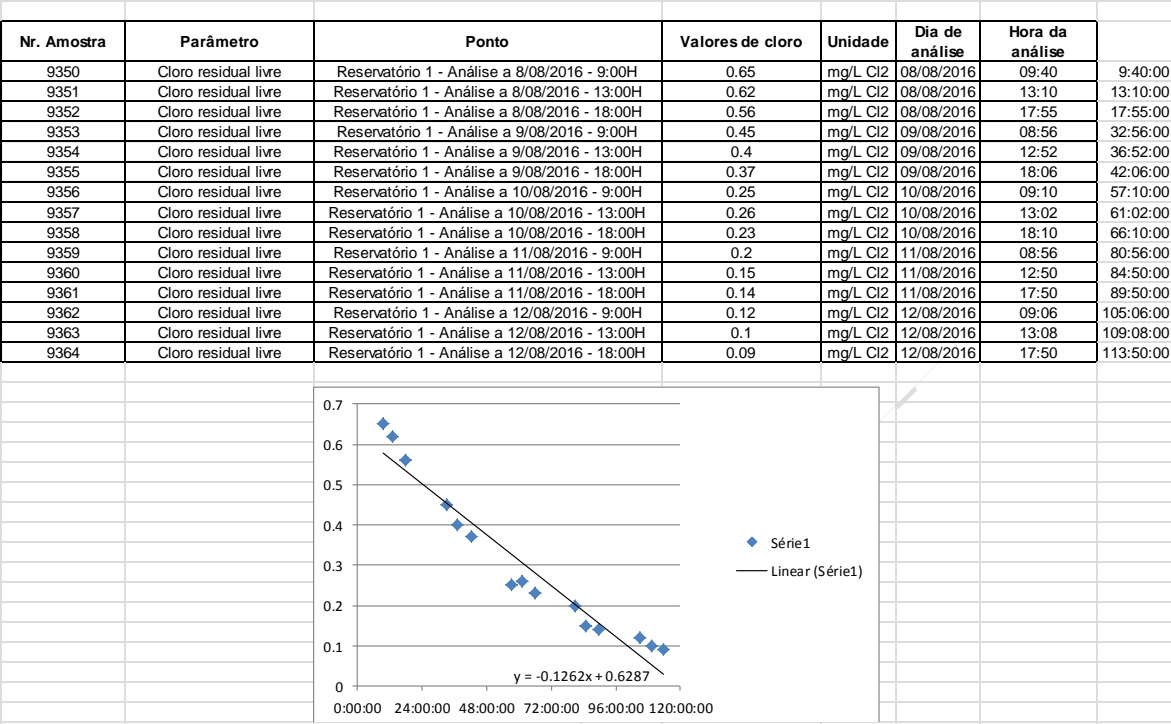 Nr. Amostra Parâmetro Ponto Valores de cloro Unidade Dia de análise Hora da análise
9350 Cloro residual livre Reservatório 1 - Análise a 8/08/2016 - 9:00H 0.65 mg/L Cl2 08/08/2016 09:40 9:40:00
9351 Cloro residual livre Reservatório 1 - Análise a 8/08/2016 - 13:00H 0.62 mg/L Cl2 08/08/2016 13:10 13:10:00
9352 Cloro residual livre Reservatório 1 - Análise a 8/08/2016 - 18:00H 0.56 mg/L Cl2 08/08/2016 17:55 17:55:00
9353 Cloro residual livre Reservatório 1 - Análise a 9/08/2016 - 9:00H 0.45 mg/L Cl2 09/08/2016 08:56 32:56:00
9354 Cloro residual livre Reservatório 1 - Análise a 9/08/2016 - 13:00H 0.4 mg/L Cl2 09/08/2016 12:52 36:52:00
9355 Cloro residual livre Reservatório 1 - Análise a 9/08/2016 - 18:00H 0.37 mg/L Cl2 09/08/2016 18:06 42:06:00
9356 Cloro residual livre Reservatório 1 - Análise a 10/08/2016 - 9:00H 0.25 mg/L Cl2 10/08/2016 09:10 57:10:00
9357 Cloro residual livre Reservatório 1 - Análise a 10/08/2016 - 13:00H 0.26 mg/L Cl2 10/08/2016 13:02 61:02:00
9358 Cloro residual livre Reservatório 1 - Análise a 10/08/2016 - 18:00H 0.23 mg/L Cl2 10/08/2016 18:10 66:10:00
9359 Cloro residual livre Reservatório 1 - Análise a 11/08/2016 - 9:00H 0.2 mg/L Cl2 11/08/2016 08:56 80:56:00
9360 Cloro residual livre Reservatório 1 - Análise a 11/08/2016 - 13:00H 0.15 mg/L Cl2 11/08/2016 12:50 84:50:00
9361 Cloro residual livre Reservatório 1 - Análise a 11/08/2016 - 18:00H 0.14 mg/L Cl2 11/08/2016 17:50 89:50:00
9362 Cloro residual livre Reservatório 1 - Análise a 12/08/2016 - 9:00H 0.12 mg/L Cl2 12/08/2016 09:06 105:06:00
9363 Cloro residual livre Reservatório 1 - Análise a 12/08/2016 - 13:00H 0.1 mg/L Cl2 12/08/2016 13:08 109:08:00
9364 Cloro residual livre Reservatório 1 - Análise a 12/08/2016 - 18:00H 0.09 mg/L Cl2 12/08/2016 17:50 113:50:00
0.7
0.6
0.5
0.4
0.3
0.2
0.1
0
Série1
Linear (Série1)
y = -0.1262x + 0.6287
0:00:00 24:00:00 48:00:00 72:00:00 96:00:00 120:00:00